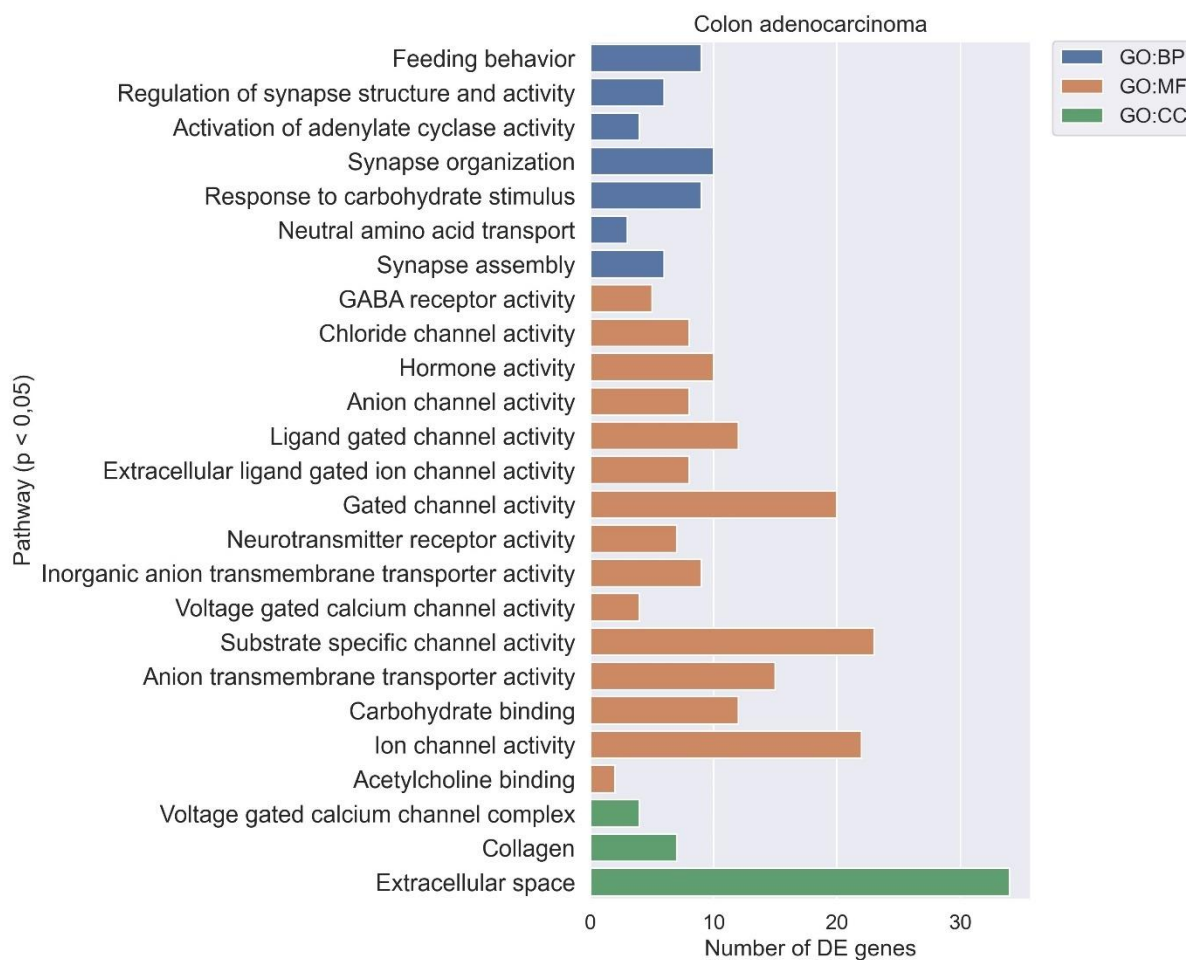 Colon adenocarcinoma
GO:BP
GO:MF
GO:CC
Pathway (p < 0,05)
Feeding behavior
Regulation of synapse structure and activity
Activation of adenylate cyclase activity
Synapse organization
Response to carbohydrate stimulus
Neutral amino acid transport
Synapse assembly
GABA receptor activity
Chloride channel activity
Hormone activity
Anion channel activity
Ligand gated channel activity
Extracellular ligand gated ion channel activity
Gated channel activity
Neurotransmitter receptor activity
Inorganic anion transmembrane transporter activity
Voltage gated calcium channel activity
Substrate specific channel activity
Anion transmembrane transporter activity
Carbohydrate binding
Ion channel activity
Acetylcholine binding
Voltage gated calcium channel complex
Collagen
Extracellular space
0 10 20 30
Number of DE genes